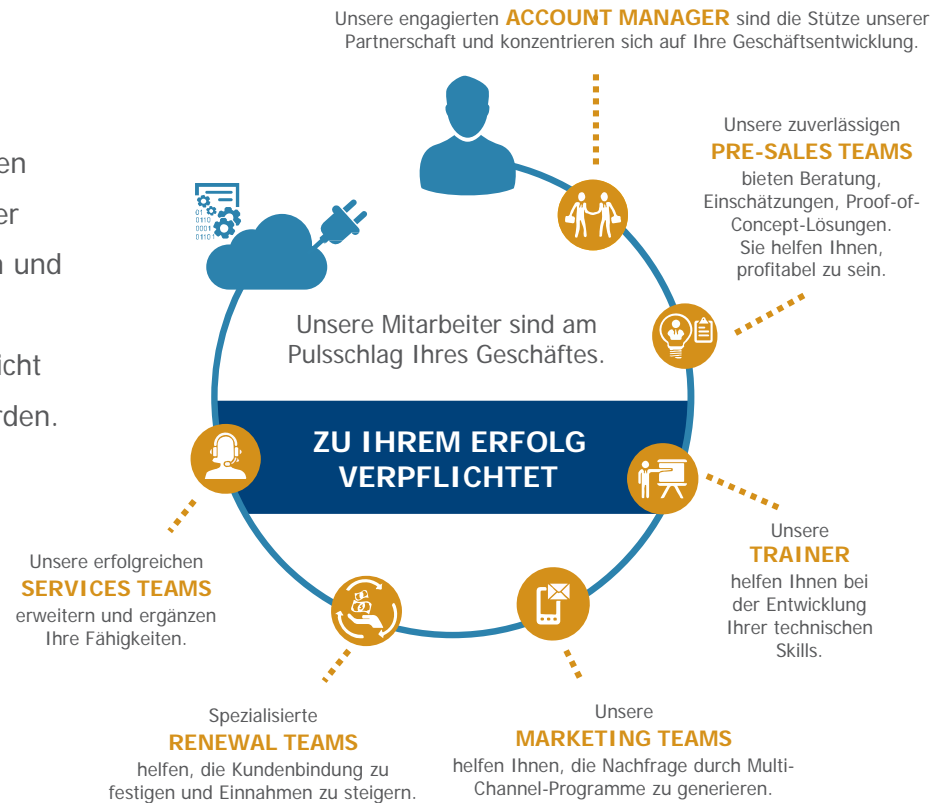 Unsere engagierten ACCOUNT MANAGER sind die Stütze unserer
Partnerschaft und konzentrieren sich auf Ihre Geschäftsentwicklung.
Unsere zuverlässigen
PRE-SALES TEAMS
bieten Beratung,
Einschätzungen, Proof-of-
Concept-Lösungen.
Sie helfen Ihnen,
profitabel zu sein.
und
Unsere Mitarbeiter sind am
Pulsschlag Ihres Geschäftes.
ZU IHREM ERFOLG
VERPFLICHTET
Unsere
TRAINER
helfen Ihnen bei
der Entwicklung
Ihrer technischen
Skills.
Unsere
MARKETING TEAMS
helfen Ihnen, die Nachfrage durch Multi-
Channel-Programme zu generieren.
Spezialisierte
RENEWAL TEAMS
helfen, die Kundenbindung zu
festigen und Einnahmen zu steigern.
Unsere erfolgreichen
SERVICES TEAMS
erweitern und ergänzen
Ihre Fähigkeiten.